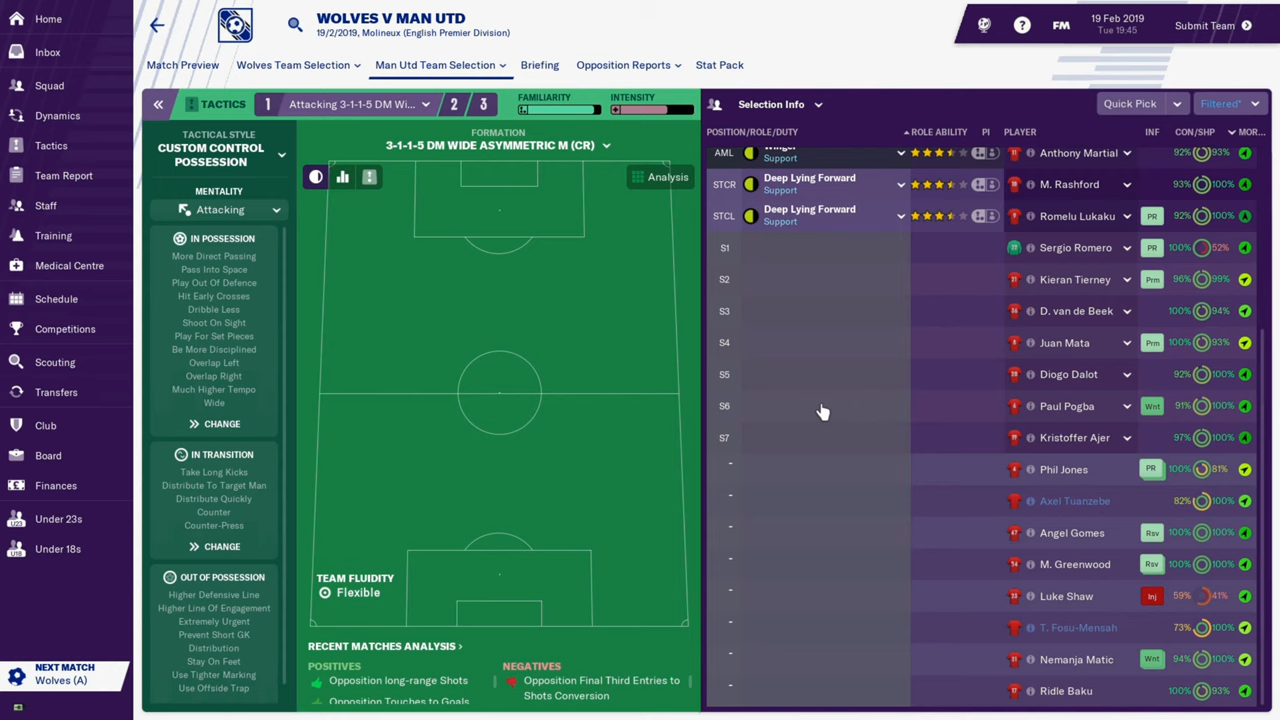 Home
Inbox
Squad
Dynamics
Tactics
Team Report
Staff
Training
Medical Centre
Schedule
Competitions
Scouting
Transfers
Club
Board
Finances
U23
Under 23s
U18
Under 18s
NEXT MATCH
Wolves (A)
WOLVES V MAN UTD
19/2/2019, Molineux (English Premier Division)
?
FM
19 Feb 2019
Tue 19:45
Submit Team
Match Preview
Wolves Team Selection
Man Utd Team Selection
Briefing
Opposition Reports
Stat Pack
TACTICS
1
Attacking 3-1-1-5 DM Wi...
2
3
FAMILIARITY
INTENSITY
TACTICAL STYLE
CUSTOM CONTROL
POSSESSION
MENTALITY
Attacking
IN POSSESSION
More Direct Passing
Pass Into Space
Play Out Of Defence
Hit Early Crosses
Dribble Less
Shoot On Sight
Play For Set Pieces
Be More Disciplined
Overlap Left
Overlap Right
Much Higher Tempo
Wide
CHANGE
IN TRANSITION
Take Long Kicks
Distribute To Target Man
Distribute Quickly
Counter
Counter-Press
CHANGE
OUT OF POSSESSION
Higher Defensive Line
Higher Line Of Engagement
Extremely Urgent
Prevent Short GK
Distribution
Stay On Feet
Use Tighter Marking
Use Offside Trap
FORMATION
3-1-1-5 DM WIDE ASYMMETRIC M (CR)
Analysis
TEAM FLUIDITY
Flexible
RECENT MATCHES ANALYSIS
POSITIVES
Opposition long-range Shots
Opposition Touches to Goals
NEGATIVES
Opposition Final Third Entries to
Shots Conversion
Selection Info
Quick Pick
Filtered*
POSITION/ROLE/DUTY ROLE ABILITY PI PLAYER INF CON/SHP MOR...
AML Winger Support Anthony Martial 92% 93%
STCR Deep Lying Forward Support M. Rashford 93% 100%
STCL Deep Lying Forward Support Romelu Lukaku PR 92% 100%
S1 Sergio Romero PR 100% 52%
S2 Kieran Tierney Prm 96% 99%
S3 D. van de Beek 100% 94%
S4 Juan Mata Prm 100% 93%
S5 Diogo Dalot 92% 100%
S6 Paul Pogba Wnt 91% 100%
S7 Kristoffer Ajer 97% 100%
- Phil Jones PR 100% 81%
- Axel Tuanzebe 82% 100%
- Angel Gomes Rsv 100% 100%
- M. Greenwood Rsv 100% 100%
- Luke Shaw Inj 59% 41%
- T. Fosu-Mensah 73% 100%
- Nemanja Matic Wnt 94% 100%
- Ridle Baku 100% 93%